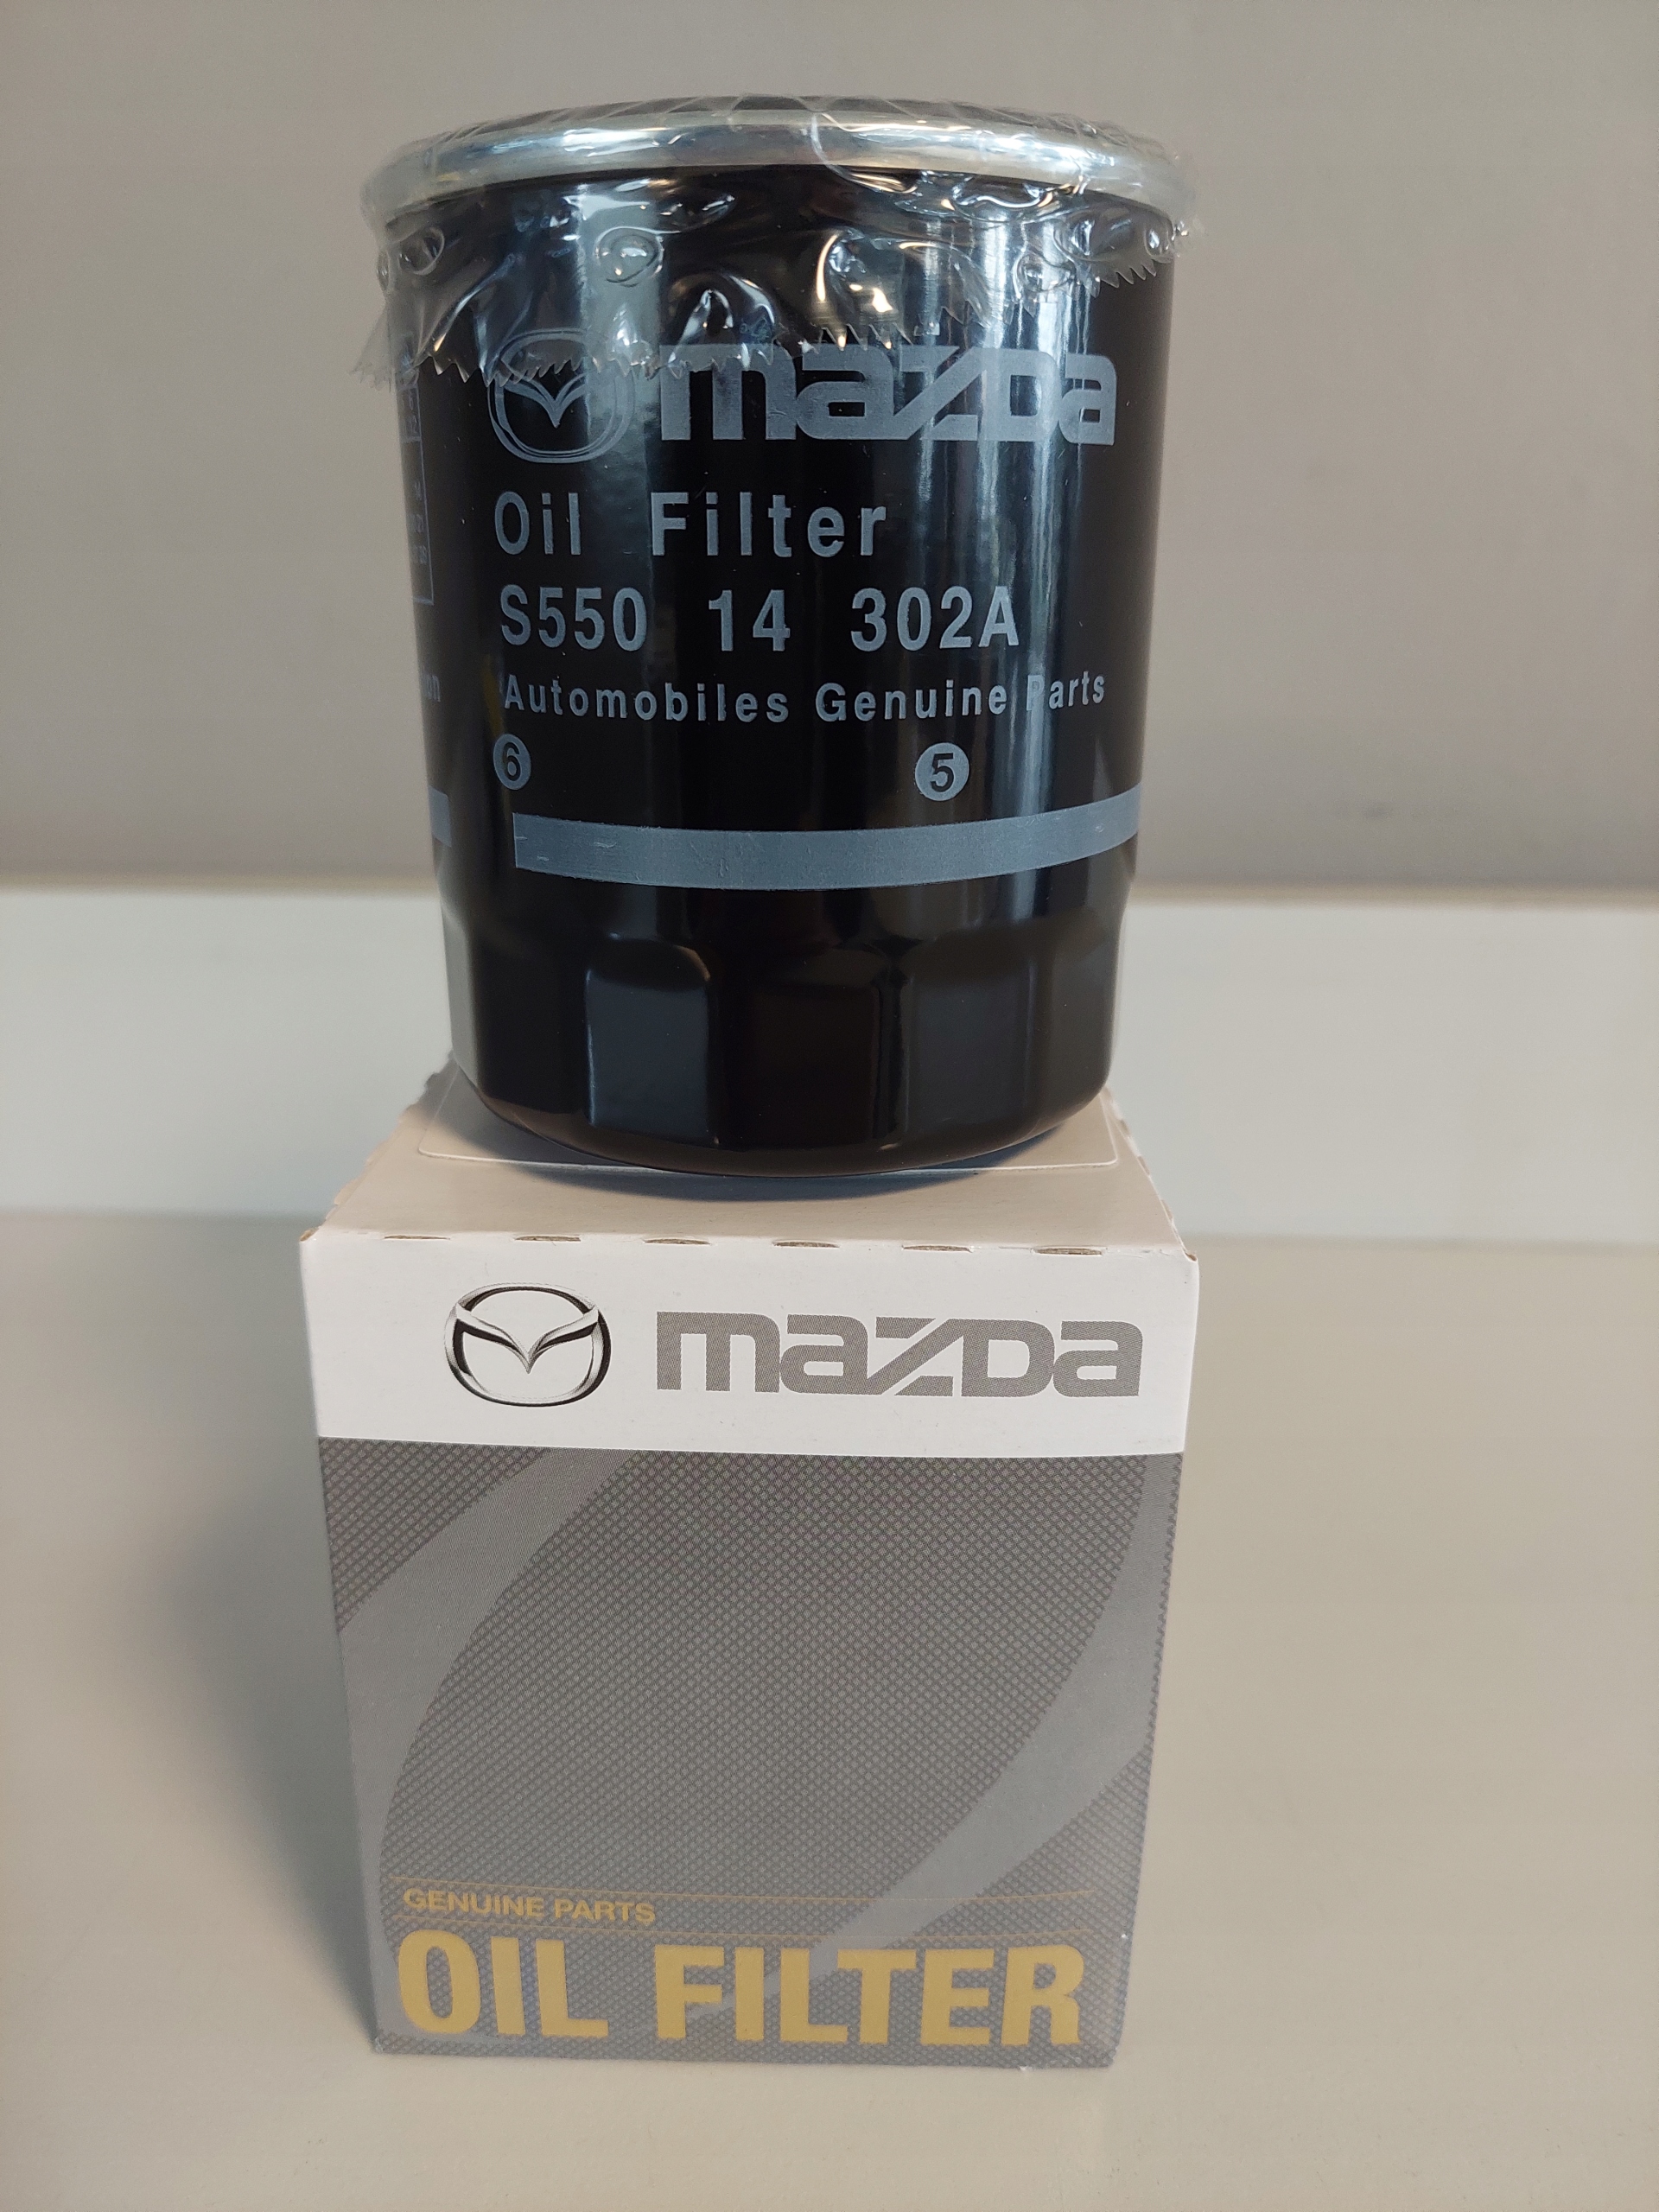 mazda
Oil Filter
S550 14 302A
Automobiles Genuine Parts
6 5
mazda
GENUINE PARTS
OIL FILTER